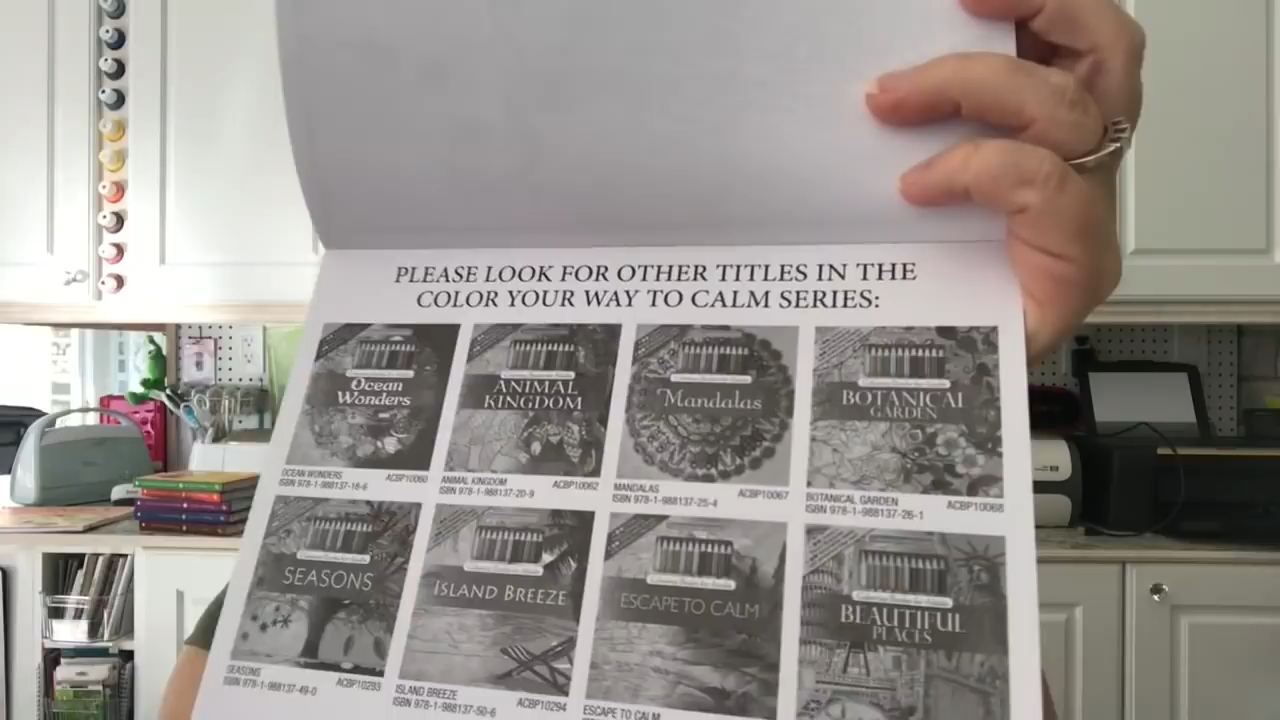 PLEASE LOOK FOR OTHER TITLES IN THE
COLOR YOUR WAY TO CALM SERIES:
Ocean
Wonders
ANIMAL
KINGDOM
Mandalas
BOTANICAL
GARDEN
OCEAN WONDERS ACBP10060
ISBN 978-1-988137-18-6
ANIMAL KINGDOM ACBP10062
ISBN 978-1-988137-20-9
MANDALAS ACBP10067
ISBN 978-1-988137-25-4
BOTANICAL GARDEN ACBP10068
ISBN 978-1-988137-26-1
SEASONS
ISLAND BREEZE
ESCAPE TO CALM
BEAUTIFUL
PLACES
SEASONS ACBP10293
ISBN 978-1-988137-49-0
ISLAND BREEZE ACBP10294
ISBN 978-1-988137-50-6
ESCAPE TO CALM